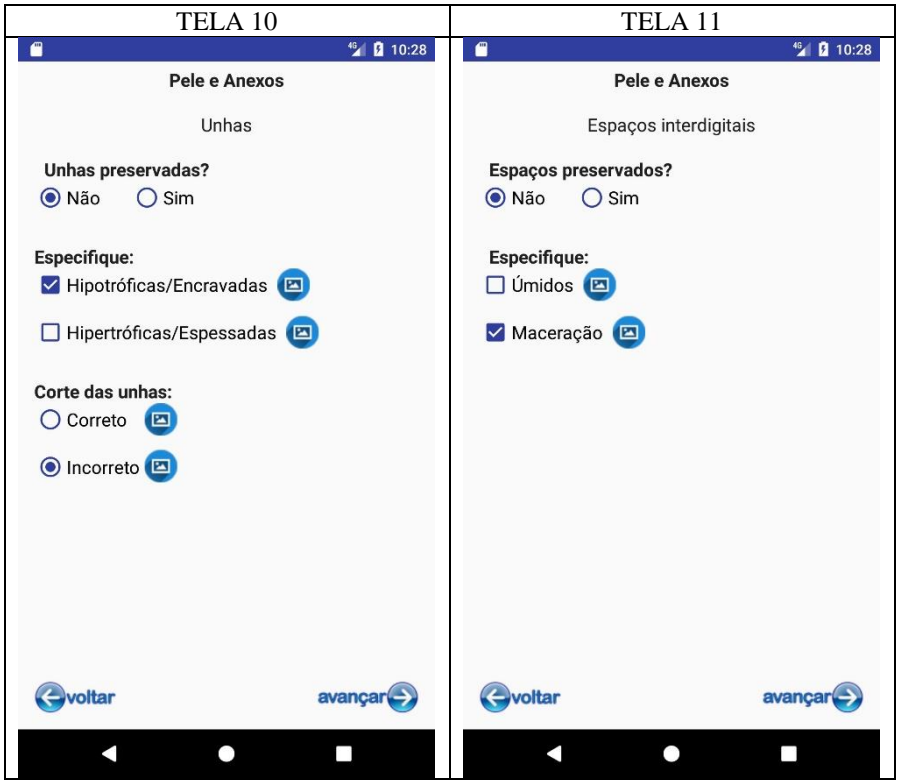 TELA 10
4G 10:28
Pele e Anexos
Unhas
Unhas preservadas?
Não Sim
Especifique:
Hipotróficas/Encravadas
Hipertróficas/Espessadas
Corte das unhas:
Correto
Incorreto
voltar avançar
TELA 11
4G 10:28
Pele e Anexos
Espaços interdigitais
Espaços preservados?
Não Sim
Especifique:
Úmidos
Maceração
voltar avançar